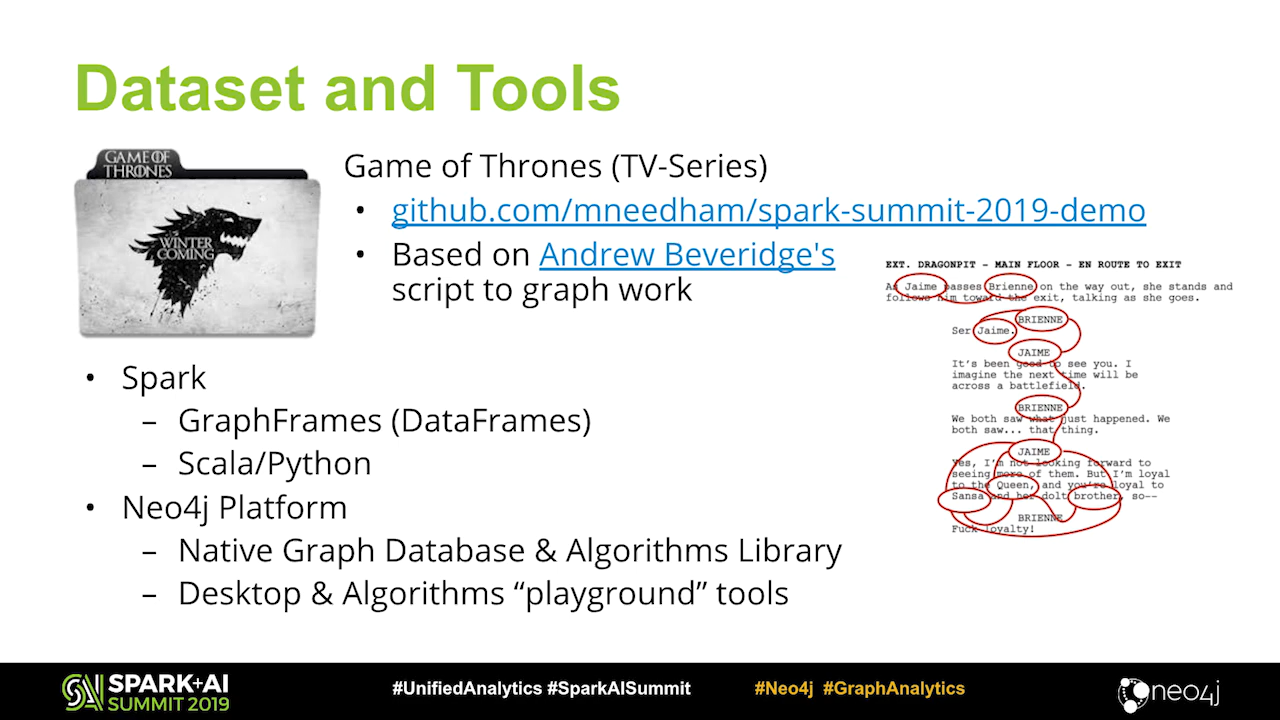 Dataset and Tools
GAME OF
THRONES
WINTER
COMING
Game of Thrones (TV-Series)
• github.com/mneedham/spark-summit-2019-demo
• Based on Andrew Beveridge's
script to graph work
EXT. DRAGONPIT – MAIN FLOOR – EN ROUTE TO EXIT
As Jaime passes Brienne on the way out, she stands and
follows him toward the exit, talking as she goes.
BRIENNE
Ser Jaime.
JAIME
It's been good to see you. I
imagine the next time will be
across a battlefield.
BRIENNE
We both saw what just happened. We
both saw... that thing.
JAIME
Yes, I'm not looking forward to
seeing more of them. But I'm loyal
to the Queen, and you're loyal to
Sansa and her dolt brother, so--
BRIENNE
Fuck loyalty!
• Spark
– GraphFrames (DataFrames)
– Scala/Python
• Neo4j Platform
– Native Graph Database & Algorithms Library
– Desktop & Algorithms “playground” tools
SPARK+AI
SUMMIT 2019
#UnifiedAnalytics #SparkAISummit
#Neo4j #GraphAnalytics
neo4j